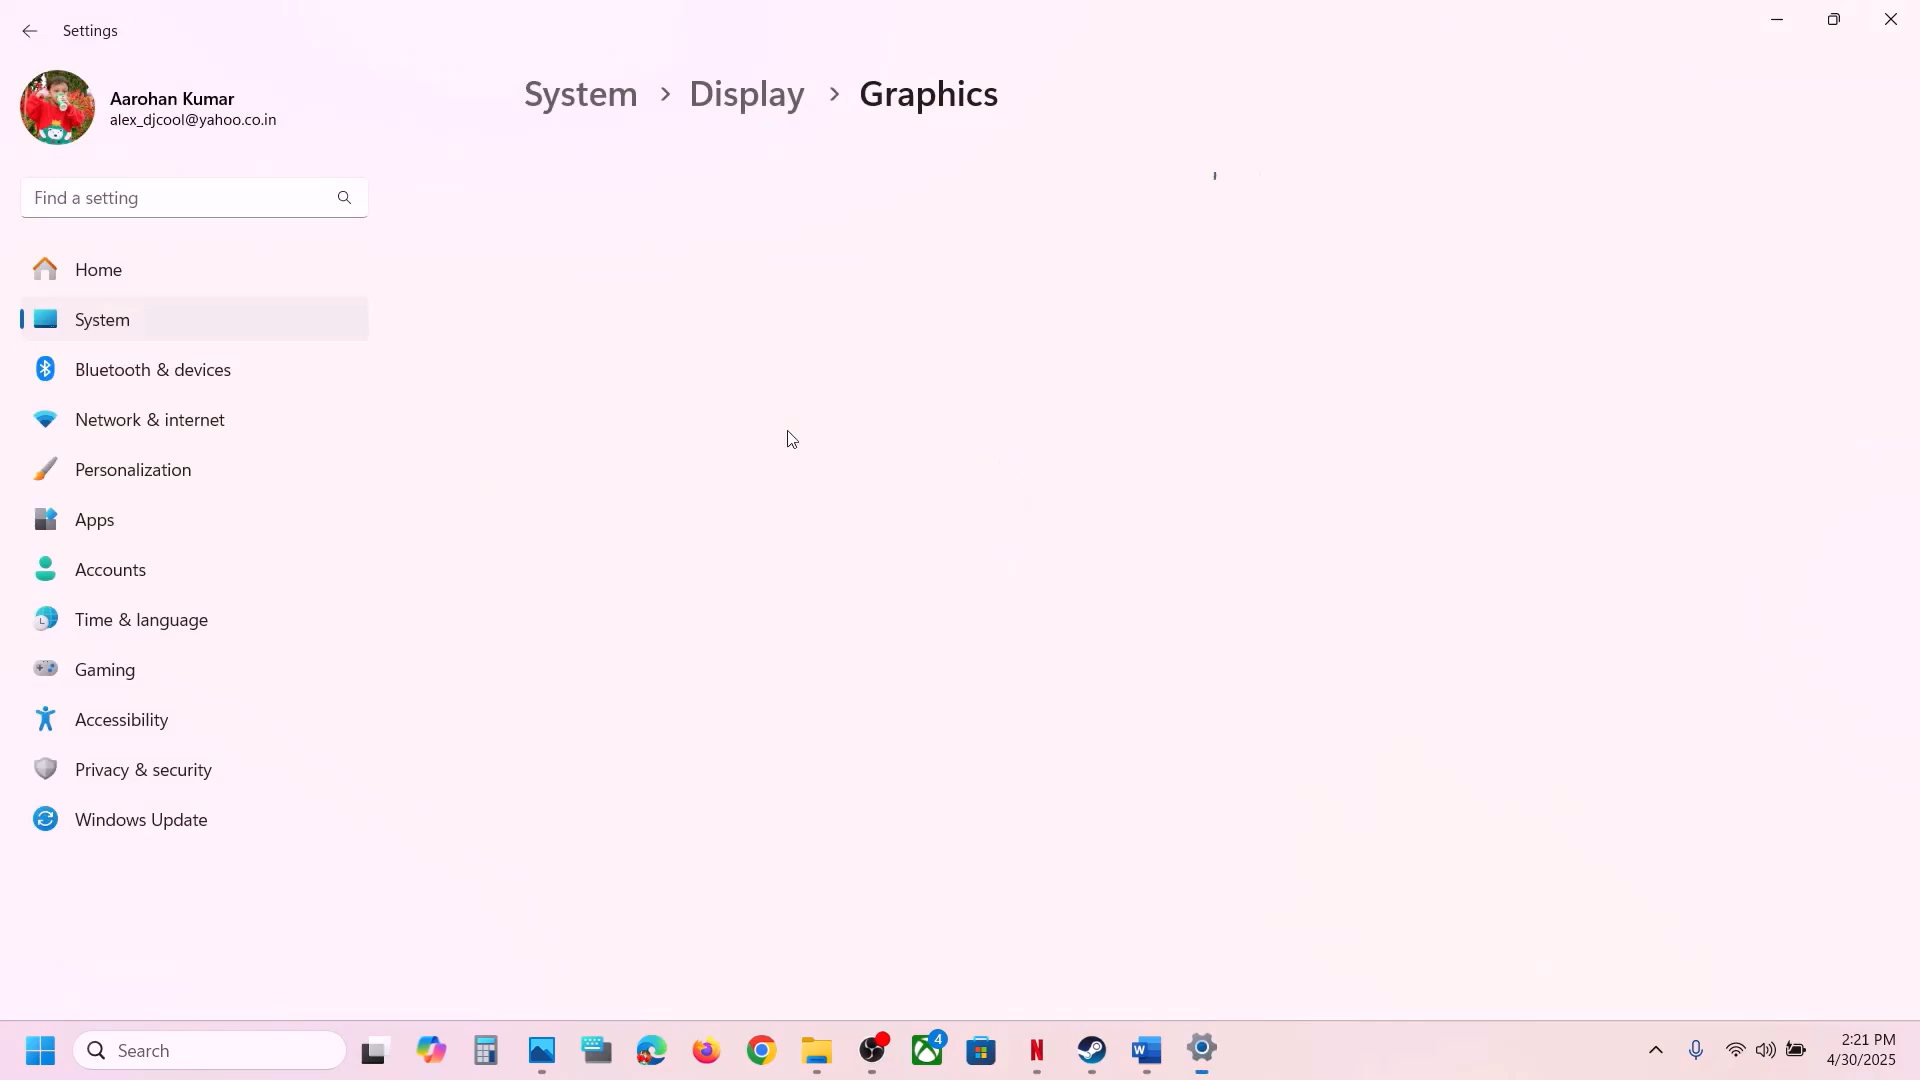 Settings
System > Display > Graphics
Aarohan Kumar
alex_djcool@yahoo.co.in
Find a setting
Home
System
Bluetooth & devices
Network & internet
Personalization
Apps
Accounts
Time & language
Gaming
Accessibility
Privacy & security
Windows Update
Search
4
N
W
2:21 PM
4/30/2025